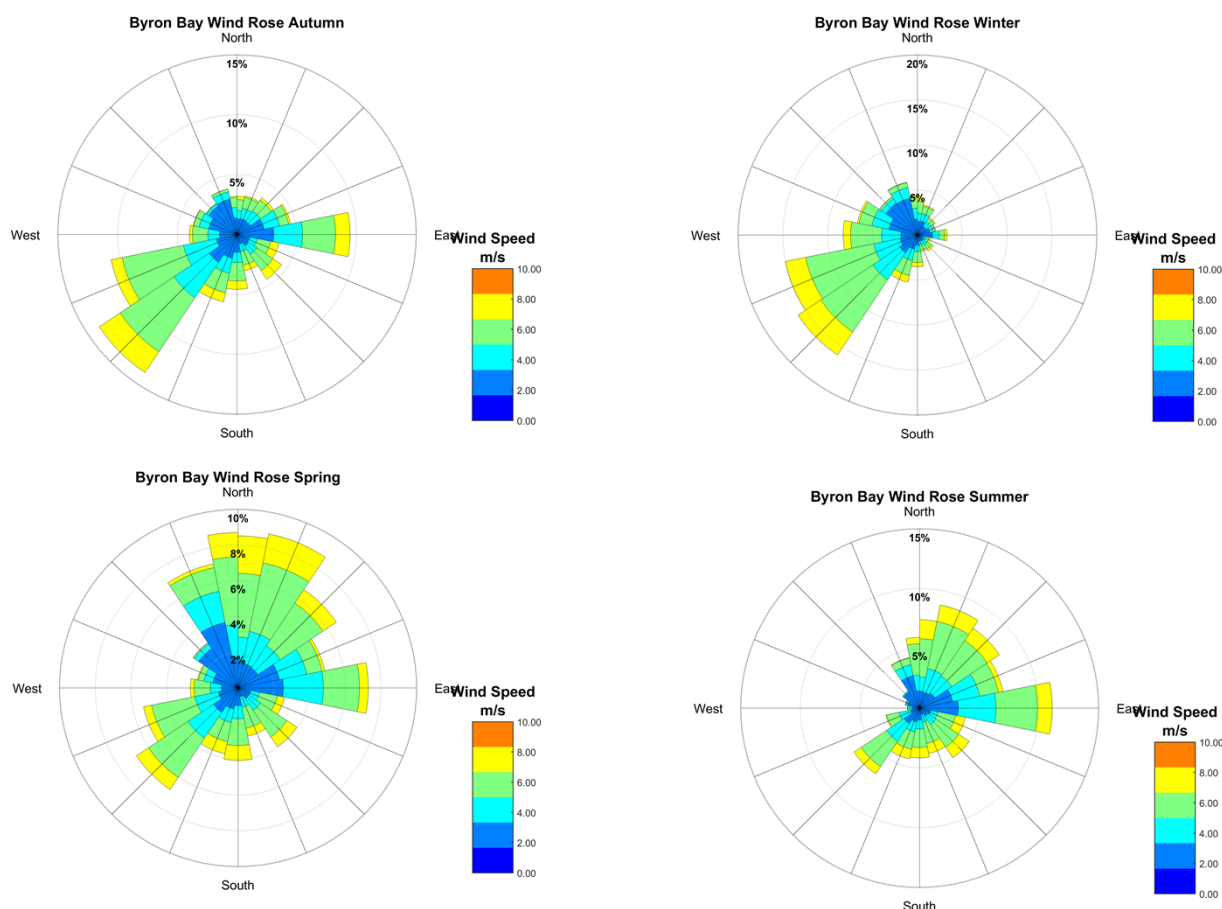 Byron Bay Wind Rose Autumn
North
15%
10%
5%
West
East
South
Wind Speed
m/s
10.00
8.00
6.00
4.00
2.00
0.00
Byron Bay Wind Rose Winter
North
20%
15%
10%
5%
West
East
South
Wind Speed
m/s
10.00
8.00
6.00
4.00
2.00
0.00
Byron Bay Wind Rose Spring
North
10%
8%
6%
4%
2%
West
East
South
Wind Speed
m/s
10.00
8.00
6.00
4.00
2.00
0.00
Byron Bay Wind Rose Summer
North
15%
10%
5%
West
East
South
Wind Speed
m/s
10.00
8.00
6.00
4.00
2.00
0.00